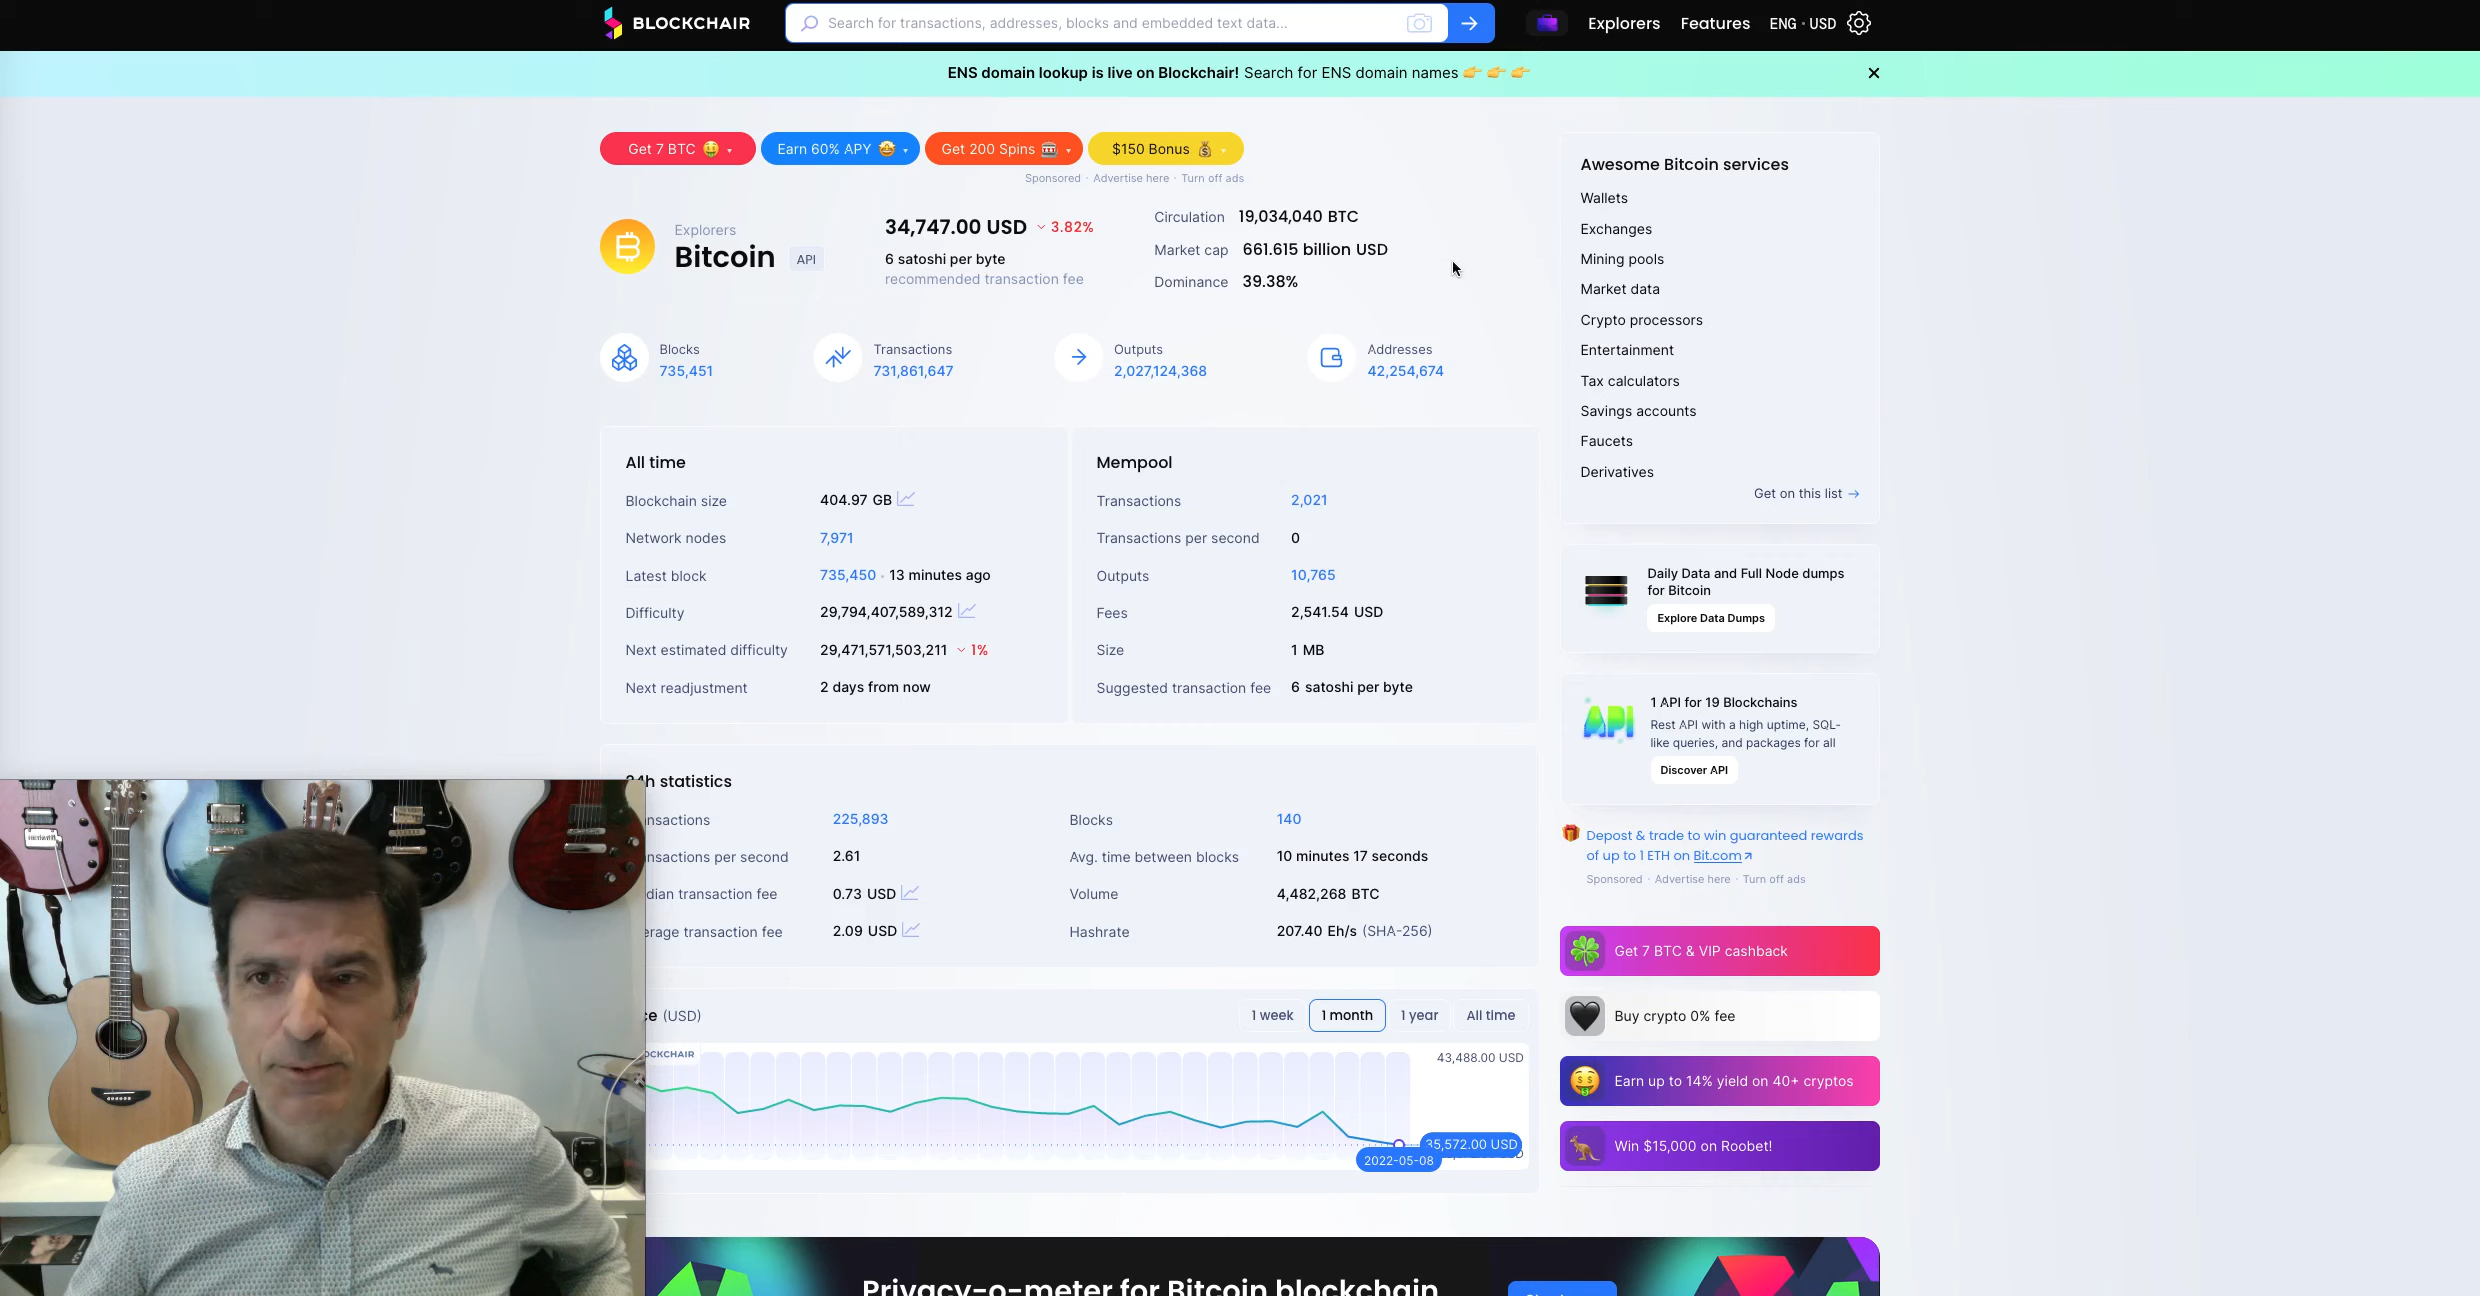 BLOCKCHAIR
Search for transactions, addresses, blocks and embedded text data...
Explorers
Features
ENG · USD
ENS domain lookup is live on Blockchair! Search for ENS domain names 👉 👉 👉
Get 7 BTC 🤑
Earn 60% APY 🤩
Get 200 Spins 🎰
$150 Bonus 💰
Sponsored · Advertise here · Turn off ads
Explorers
Bitcoin
API
34,747.00 USD
3.82%
6 satoshi per byte
recommended transaction fee
Circulation 19,034,040 BTC
Market cap 661.615 billion USD
Dominance 39.38%
Blocks
735,451
Transactions
731,861,647
Outputs
2,027,124,368
Addresses
42,254,674
All time
Blockchain size 404.97 GB
Network nodes 7,971
Latest block 735,450 · 13 minutes ago
Difficulty 29,794,407,589,312
Next estimated difficulty 29,471,571,503,211 1%
Next readjustment 2 days from now
Mempool
Transactions 2,021
Transactions per second 0
Outputs 10,765
Fees 2,541.54 USD
Size 1 MB
Suggested transaction fee 6 satoshi per byte
24h statistics
nsactions 225,893
nsactions per second 2.61
dian transaction fee 0.73 USD
erage transaction fee 2.09 USD
Blocks 140
Avg. time between blocks 10 minutes 17 seconds
Volume 4,482,268 BTC
Hashrate 207.40 Eh/s (SHA-256)
ce (USD)
1 week
1 month
1 year
All time
OCKCHAIR
43,488.00 USD
35,572.00 USD
2022-05-08
Awesome Bitcoin services
Wallets
Exchanges
Mining pools
Market data
Crypto processors
Entertainment
Tax calculators
Savings accounts
Faucets
Derivatives
Get on this list →
Daily Data and Full Node dumps
for Bitcoin
Explore Data Dumps
API
1 API for 19 Blockchains
Rest API with a high uptime, SQL-
like queries, and packages for all
Discover API
Depost & trade to win guaranteed rewards
of up to 1 ETH on Bit.com
Sponsored · Advertise here · Turn off ads
Get 7 BTC & VIP cashback
Buy crypto 0% fee
Earn up to 14% yield on 40+ cryptos
Win $15,000 on Roobet!
Privacy-o-meter for Bitcoin blockchain